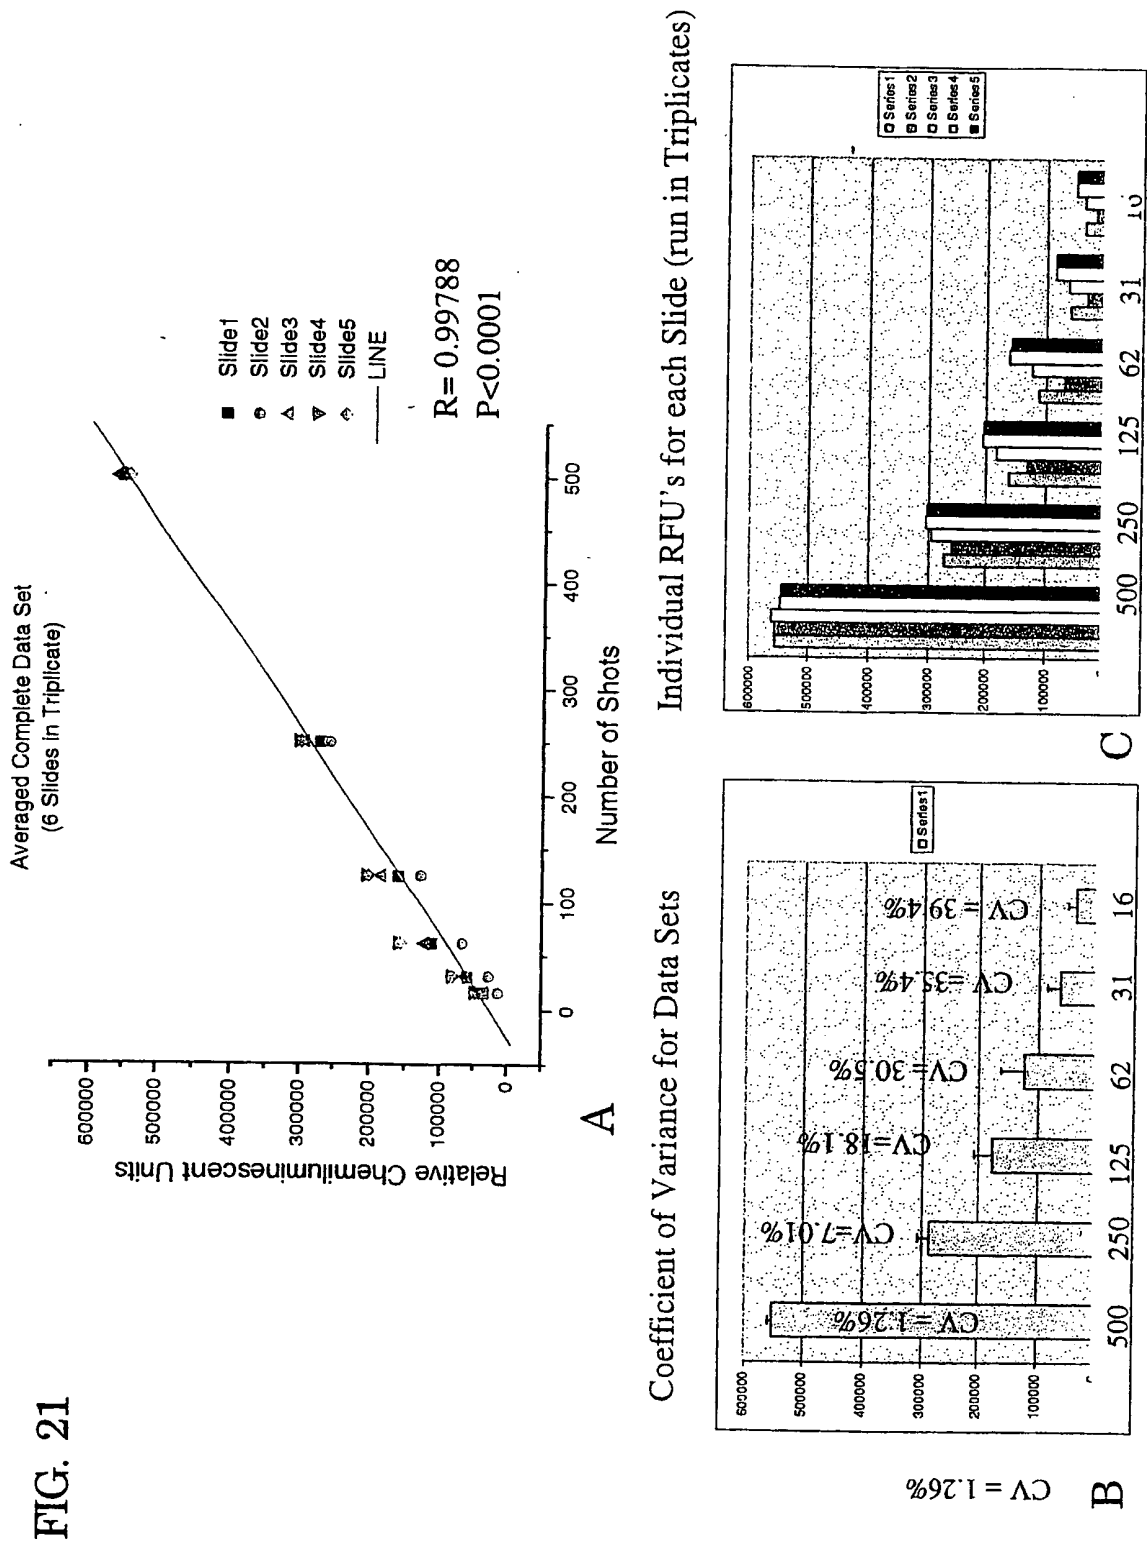 FIG. 21
Averaged Complete Data Set
(6 Slides in Triplicate)
Relative Chemiluminescent Units
600000
500000
400000
300000
200000
100000
0
0
100
200
300
400
500
Number of Shots
Slide1
Slide2
Slide3
Slide4
Slide5
LINE
R= 0.99788
P<0.0001
A
Coefficient of Variance for Data Sets
600000
500000
400000
300000
200000
100000
CV = 1.26%
CV=7.01%
CV=18.1%
CV=30.5%
CV =35.4%
CV = 39.4%
500
250
125
62
31
16
Series1
CV = 1.26%
B
Individual RFU's for each Slide (run in Triplicates)
600000
500000
400000
300000
200000
100000
500
250
125
62
31
Series1
Series2
Series3
Series4
Series5
C